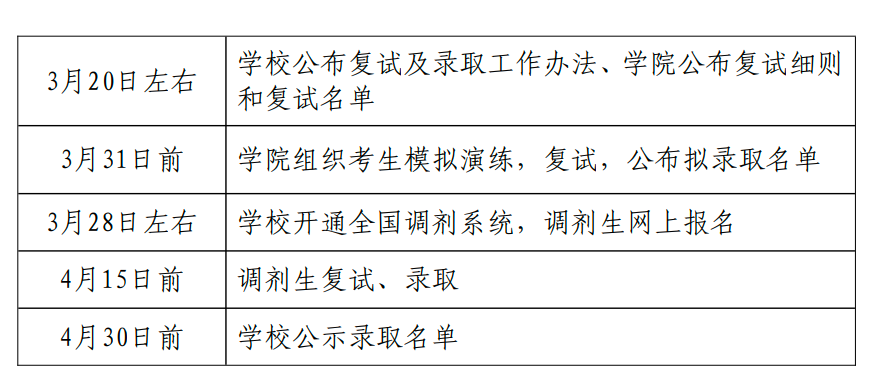 3月20日左右
学校公布复试及录取工作办法、学院公布复试细则
和复试名单
3月31日前
学院组织考生模拟演练，复试，公布拟录取名单
3月28日左右
学校开通全国调剂系统，调剂生网上报名
4月15日前
调剂生复试、录取
4月30日前
学校公示录取名单